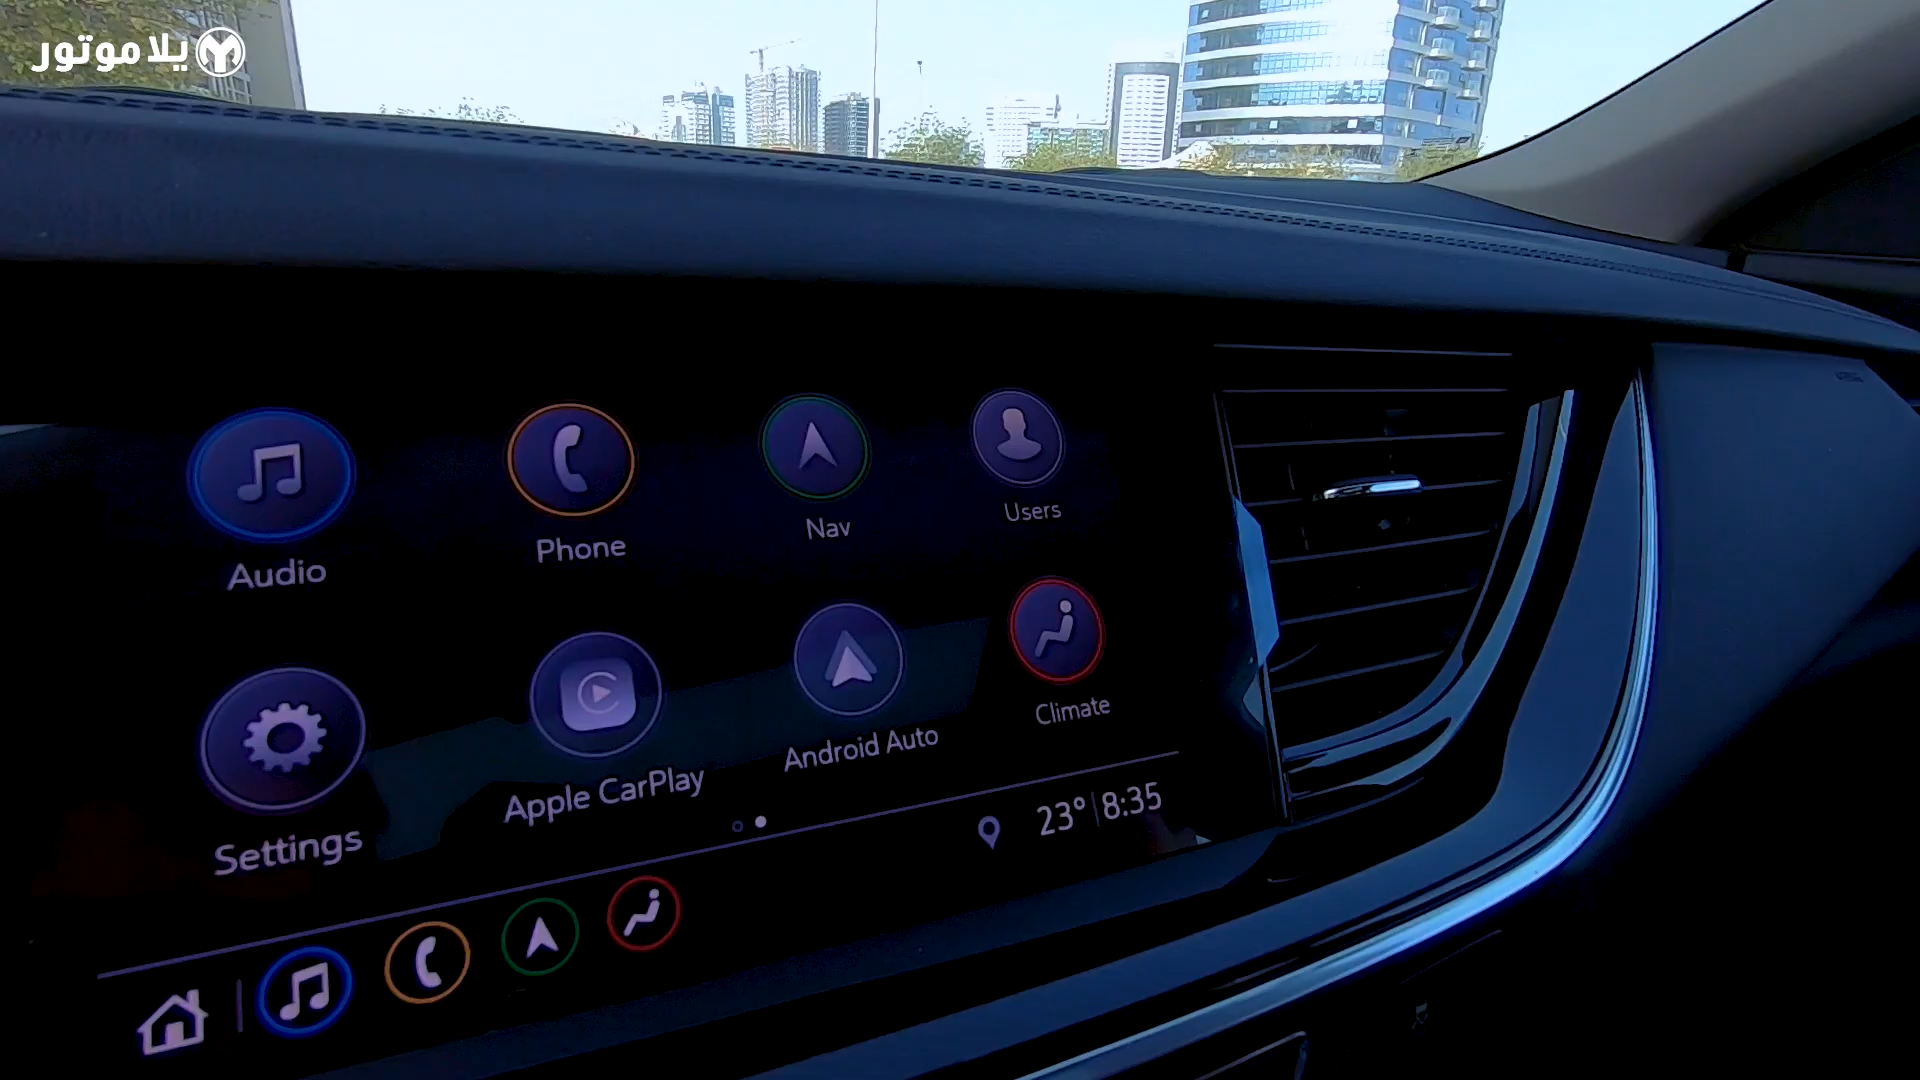 يلا موتور
Audio
Phone
Nav
Users
Settings
Apple CarPlay
Android Auto
Climate
23° 8:35